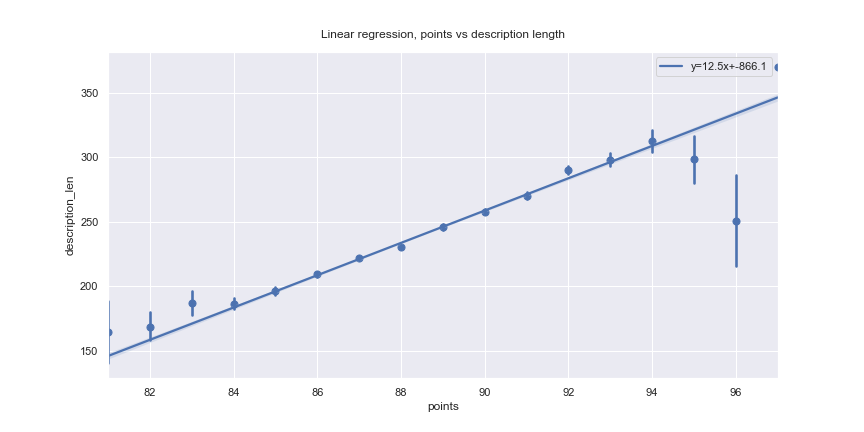 Linear regression, points vs description length
y=12.5x+-866.1
350
300
250
200
150
description_len
82 84 86 88 90 92 94 96
points